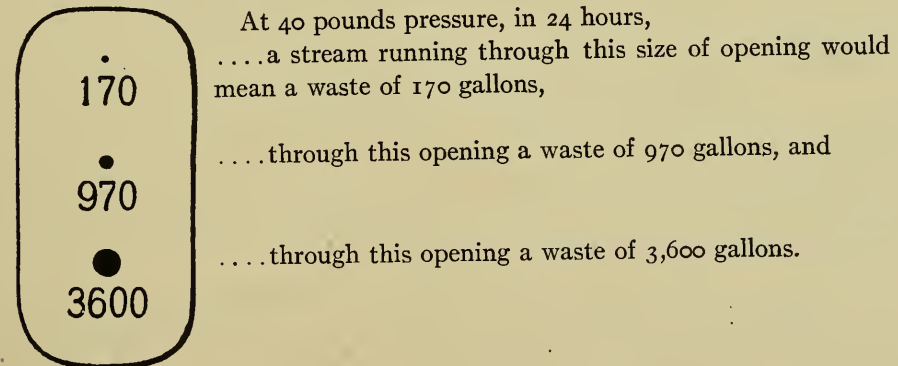 At 40 pounds pressure, in 24 hours,
....a stream running through this size of opening would
mean a waste of 170 gallons,
170
....through this opening a waste of 970 gallons, and
970
....through this opening a waste of 3,600 gallons.
3600